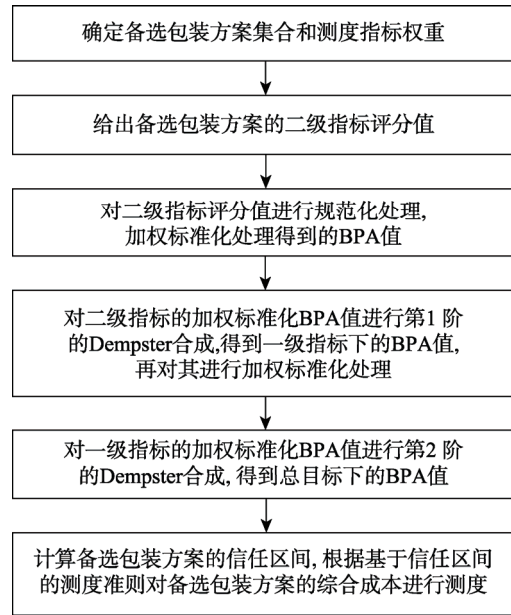 确定备选包装方案集合和测度指标权重
给出备选包装方案的二级指标评分值
对二级指标评分值进行规范化处理,
加权标准化处理得到的BPA值
对二级指标的加权标准化BPA值进行第1 阶
的Dempster合成,得到一级指标下的BPA值,
再对其进行加权标准化处理
对一级指标的加权标准化BPA值进行第2 阶
的Dempster合成, 得到总目标下的BPA值
计算备选包装方案的信任区间, 根据基于信任区间
的测度准则对备选包装方案的综合成本进行测度